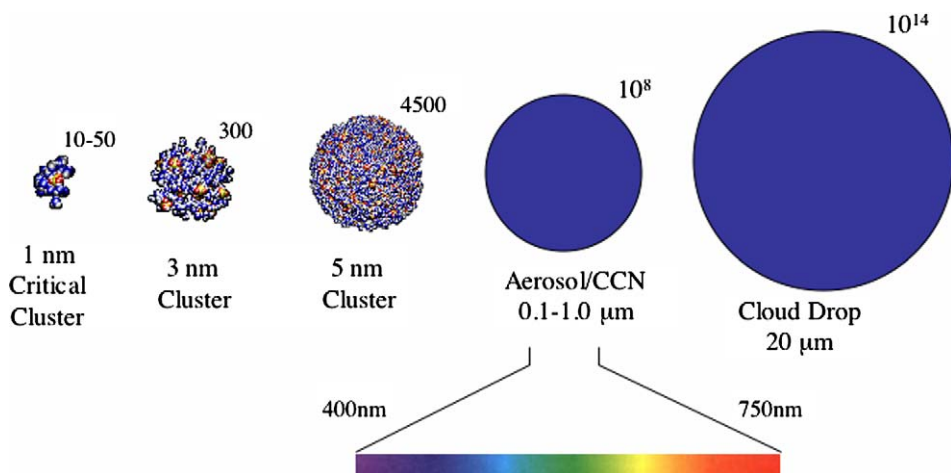 10-50
300
4500
10⁸
10¹⁴
1 nm
Critical
Cluster
3 nm
Cluster
5 nm
Cluster
Aerosol/CCN
0.1-1.0 μm
Cloud Drop
20 μm
400nm
750nm